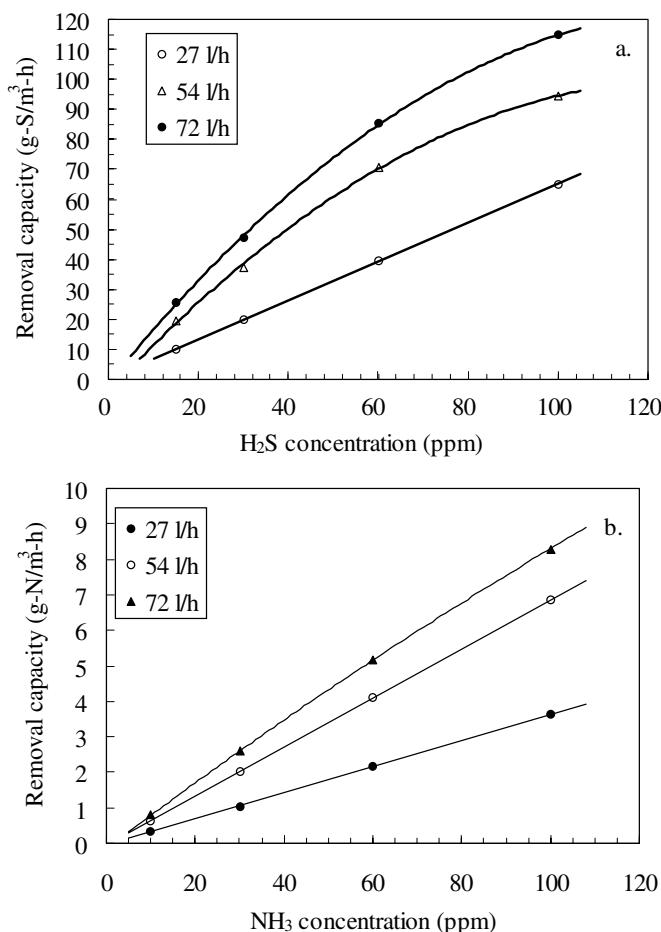 120
110
100
90
80
70
60
50
40
30
20
10
0
Removal capacity (g-S/m³-h)
27 l/h
54 l/h
72 l/h
a.
0 20 40 60 80 100 120
H₂S concentration (ppm)
10
9
8
7
6
5
4
3
2
1
0
Removal capacity (g-N/m³-h)
27 l/h
54 l/h
72 l/h
b.
0 20 40 60 80 100 120
NH₃ concentration (ppm)